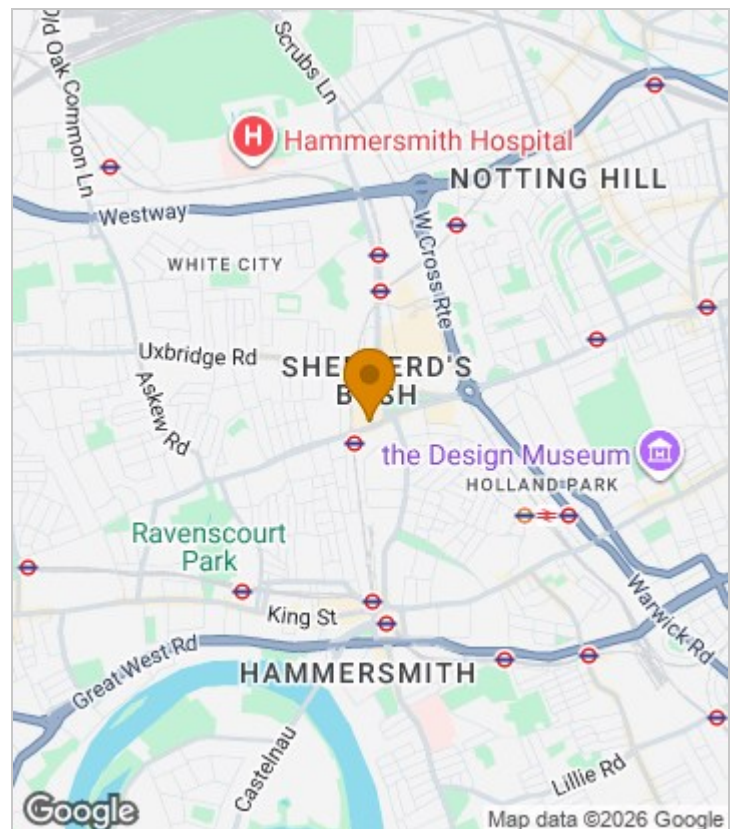 Old Oak Common Ln
Scrubs Ln
H
Hammersmith Hospital
NOTTING HILL
Westway
W Cross Rte
WHITE CITY
Uxbridge Rd
SHEPHERD'S
BUSH
Askew Rd
the Design Museum
HOLLAND PARK
Ravenscourt
Park
Warwick Rd
King St
Great West Rd
HAMMERSMITH
Castelnau
Lillie Rd
Google
Map data ©2026 Google